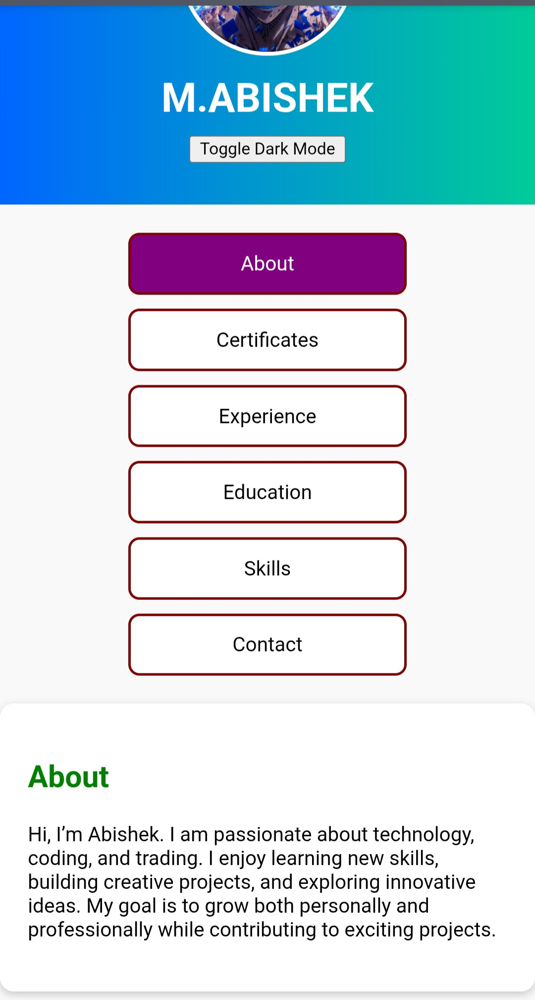 M.ABISHEK
Toggle Dark Mode
About
Certificates
Experience
Education
Skills
Contact
About
Hi, I’m Abishek. I am passionate about technology,
coding, and trading. I enjoy learning new skills,
building creative projects, and exploring innovative
ideas. My goal is to grow both personally and
professionally while contributing to exciting projects.